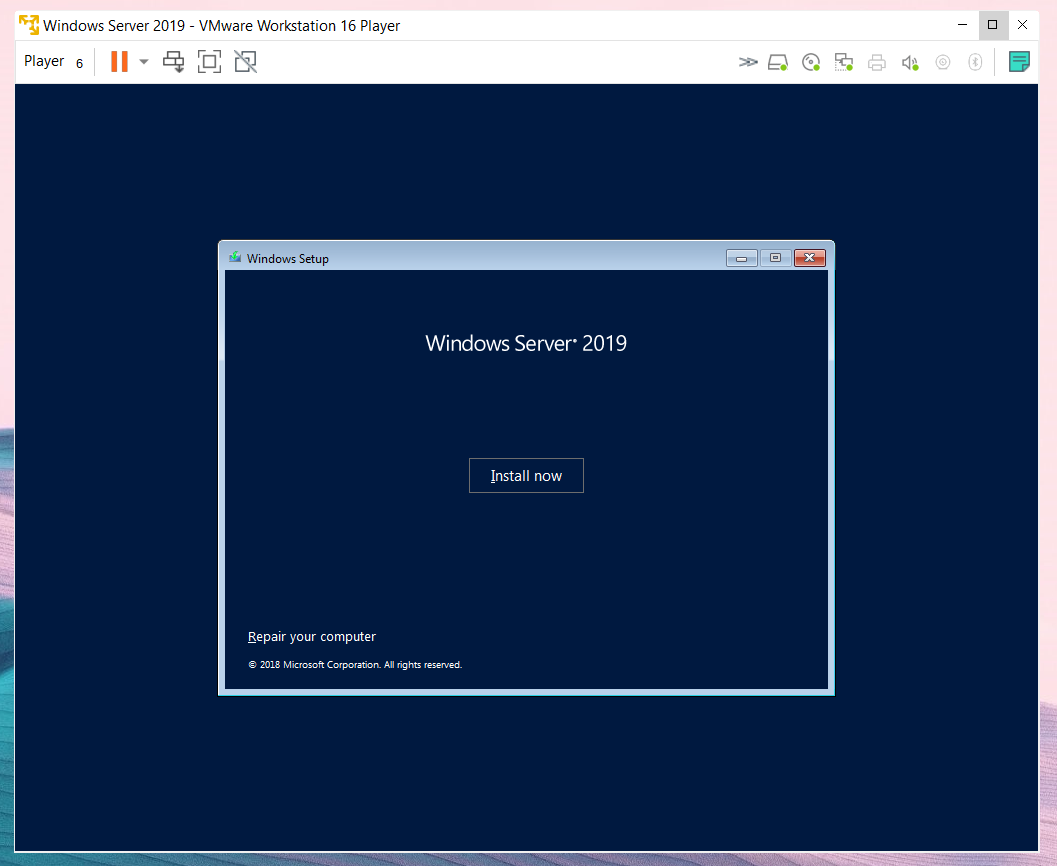 Windows Server 2019 - VMware Workstation 16 Player
Player 6
Windows Setup
Windows Server® 2019
Install now
Repair your computer
© 2018 Microsoft Corporation. All rights reserved.